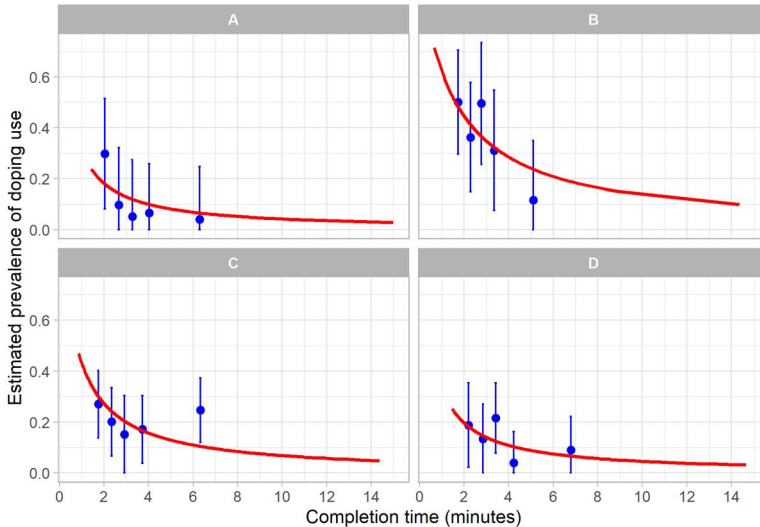 A
B
Estimated prevalence of doping use
0.6
0.4
0.2
0.0
C
D
0.6
0.4
0.2
0.0
0 2 4 6 8 10 12 14
0 2 4 6 8 10 12 14
Completion time (minutes)